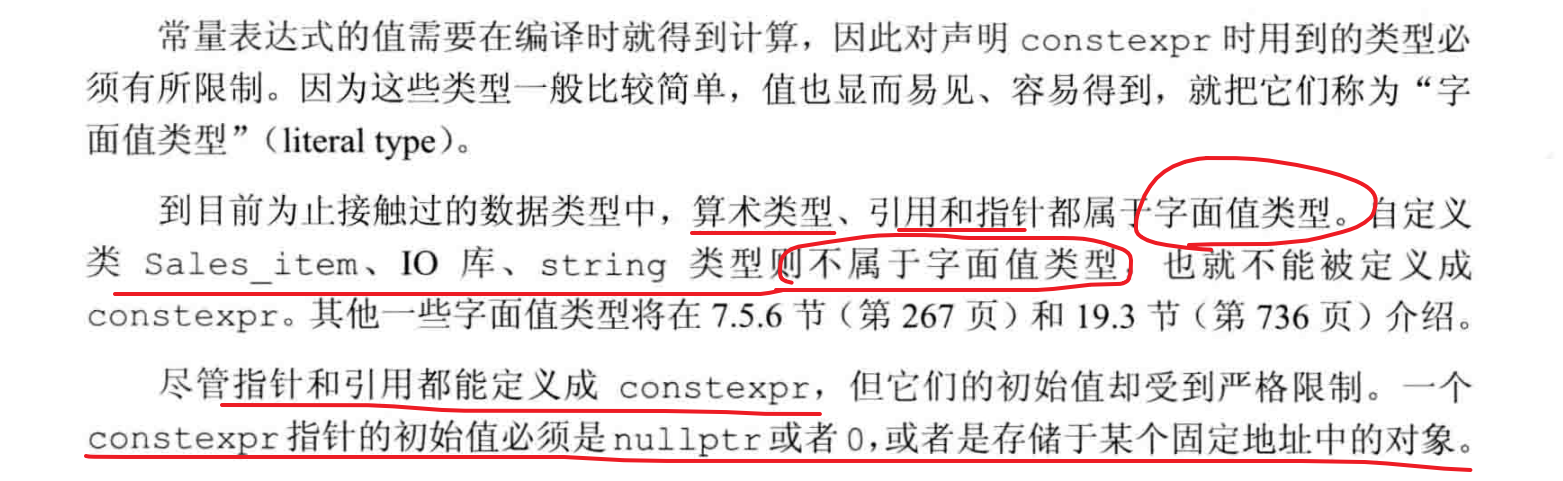 常量表达式的值需要在编译时就得到计算，因此对声明 constexpr 时用到的类型必
须有所限制。因为这些类型一般比较简单，值也显而易见、容易得到，就把它们称为“字
面值类型”（literal type）。
到目前为止接触过的数据类型中，算术类型、引用和指针都属于字面值类型。自定义
类 Sales_item、IO 库、string 类型则不属于字面值类型，也就不能被定义成
constexpr。其他一些字面值类型将在 7.5.6 节（第 267 页）和 19.3 节（第 736 页）介绍。
尽管指针和引用都能定义成 constexpr，但它们的初始值却受到严格限制。一个
constexpr 指针的初始值必须是 nullptr 或者 0，或者是存储于某个固定地址中的对象。